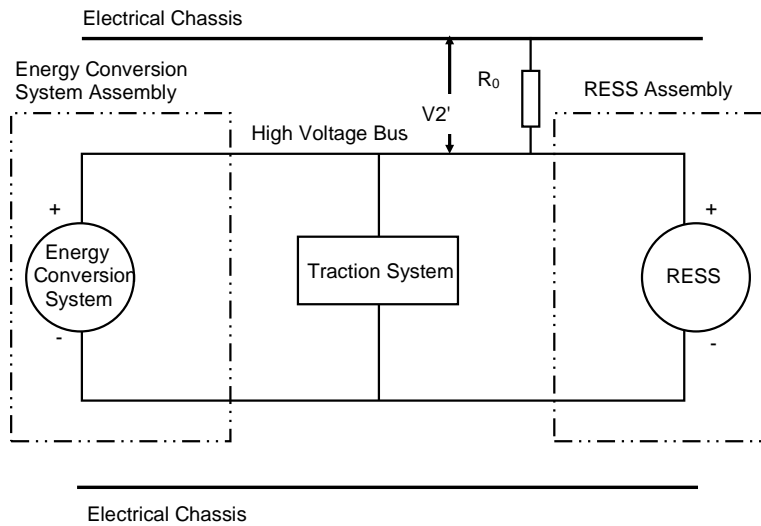 Electrical Chassis
Energy Conversion
System Assembly
R₀
RESS Assembly
V2'
High Voltage Bus
+
+
Energy
Conversion
System
Traction System
RESS
-
-
Electrical Chassis